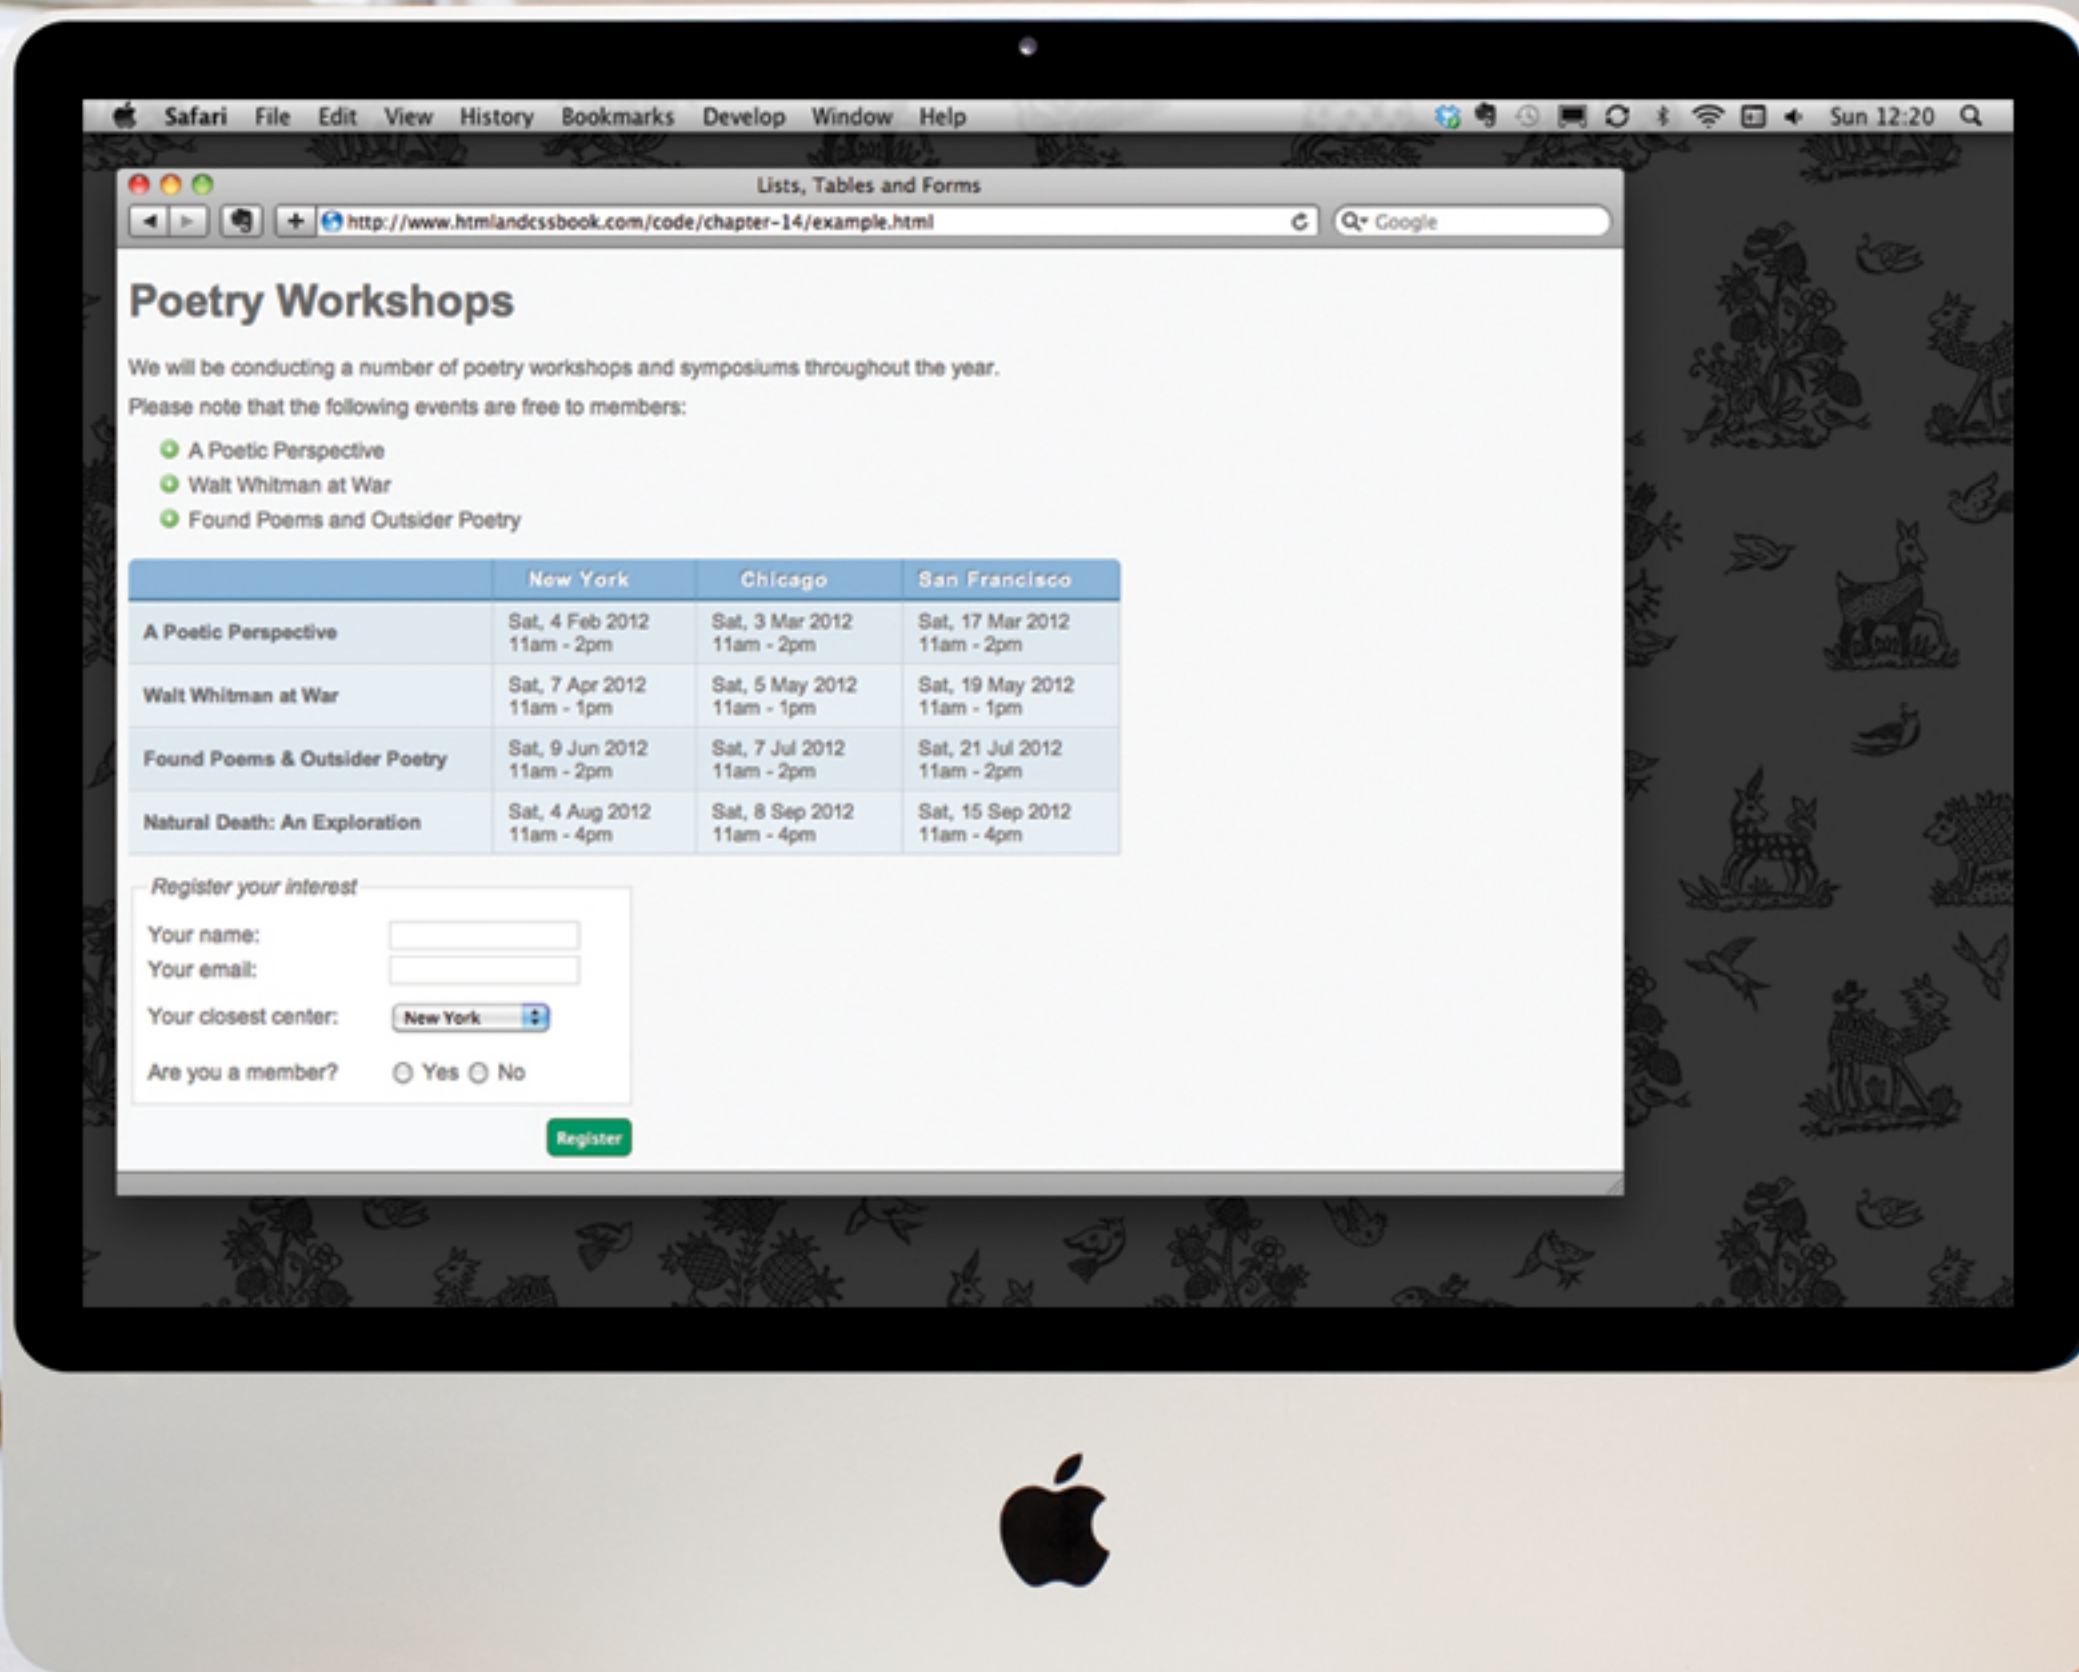 Safari File Edit View History Bookmarks Develop Window Help Sun 12:20
Lists, Tables and Forms
http://www.htmlandcssbook.com/code/chapter-14/example.html Google
Poetry Workshops
We will be conducting a number of poetry workshops and symposiums throughout the year.
Please note that the following events are free to members:
A Poetic Perspective
Walt Whitman at War
Found Poems and Outsider Poetry
New York Chicago San Francisco
A Poetic Perspective
Sat, 4 Feb 2012
11am - 2pm
Sat, 3 Mar 2012
11am - 2pm
Sat, 17 Mar 2012
11am - 2pm
Walt Whitman at War
Sat, 7 Apr 2012
11am - 1pm
Sat, 5 May 2012
11am - 1pm
Sat, 19 May 2012
11am - 1pm
Found Poems & Outsider Poetry
Sat, 9 Jun 2012
11am - 2pm
Sat, 7 Jul 2012
11am - 2pm
Sat, 21 Jul 2012
11am - 2pm
Natural Death: An Exploration
Sat, 4 Aug 2012
11am - 4pm
Sat, 8 Sep 2012
11am - 4pm
Sat, 15 Sep 2012
11am - 4pm
Register your interest
Your name:
Your email:
Your closest center: New York
Are you a member? Yes No
Register